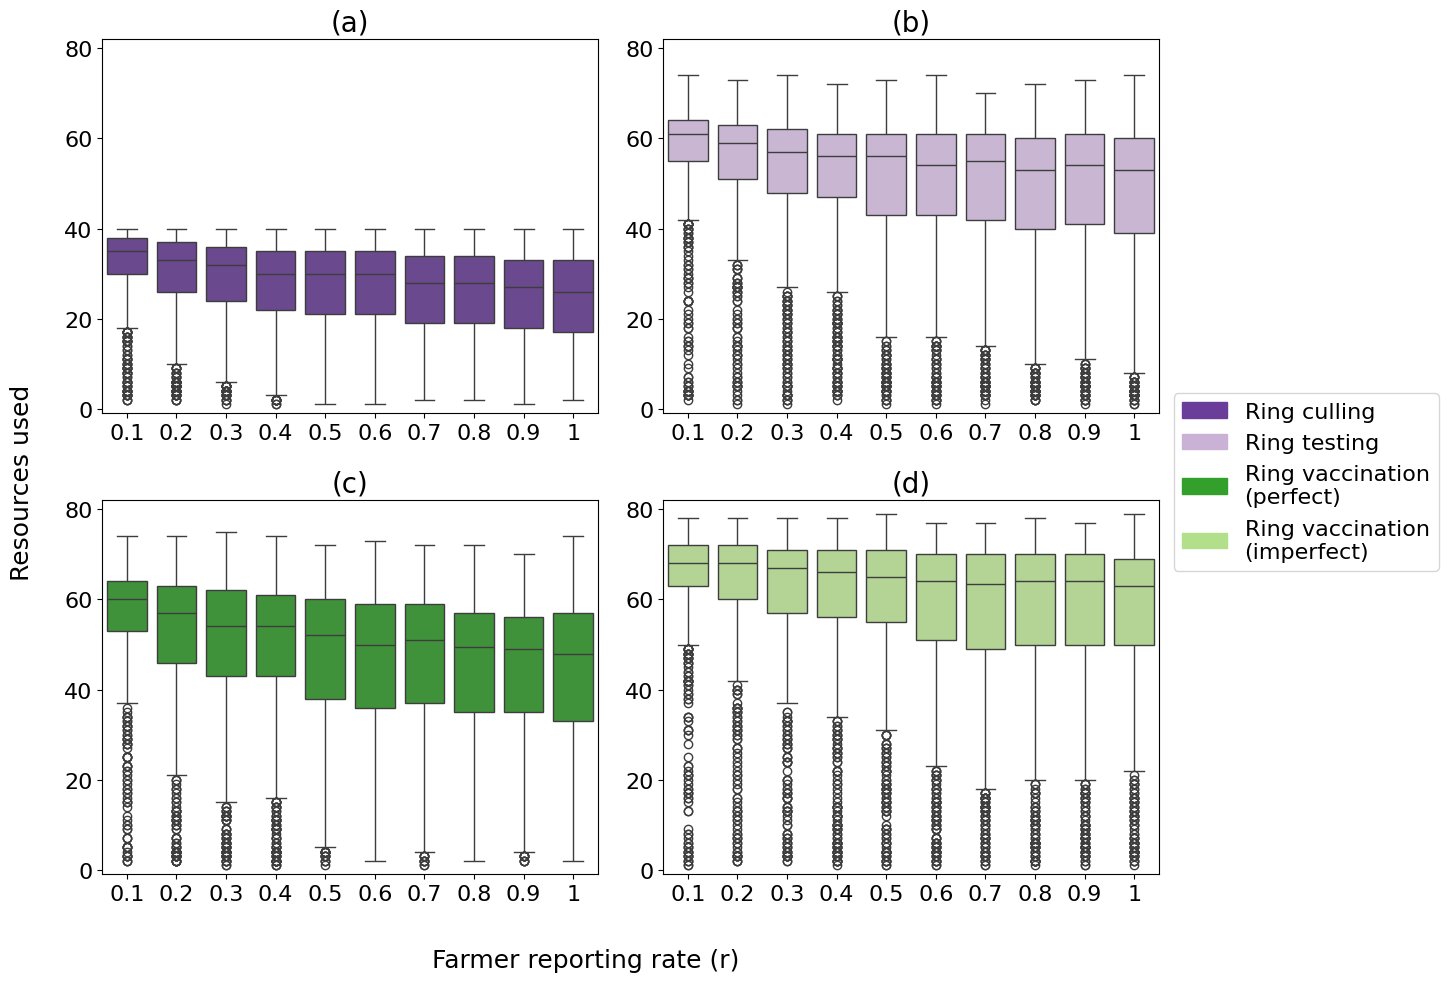 (a)
(b)
80
60
40
20
0
0.1 0.2 0.3 0.4 0.5 0.6 0.7 0.8 0.9 1
80
60
40
20
0
0.1 0.2 0.3 0.4 0.5 0.6 0.7 0.8 0.9 1
(c)
(d)
80
60
40
20
0
0.1 0.2 0.3 0.4 0.5 0.6 0.7 0.8 0.9 1
80
60
40
20
0
0.1 0.2 0.3 0.4 0.5 0.6 0.7 0.8 0.9 1
Resources used
Farmer reporting rate (r)
Ring culling
Ring testing
Ring vaccination
(perfect)
Ring vaccination
(imperfect)